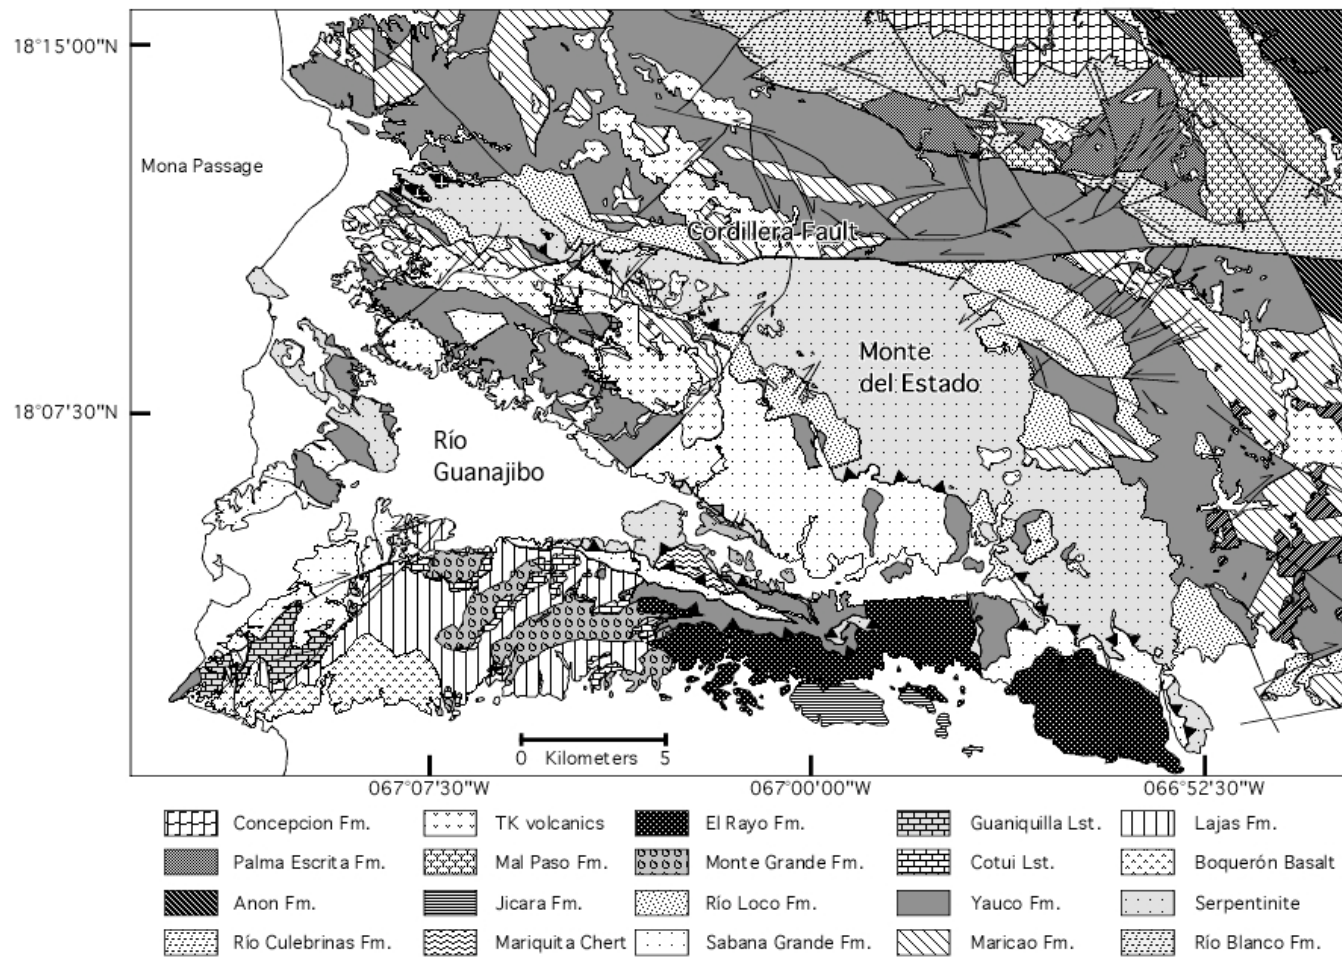 18°15'00"N
Mona Passage
Cordillera Fault
Monte
del Estado
18°07'30"N
Río
Guanajibo
0 Kilometers 5
067°07'30"W
067°00'00"W
066°52'30"W
Concepcion Fm.
TK volcanics
El Rayo Fm.
Guaniquilla Lst.
Lajas Fm.
Palma Escrita Fm.
Mal Paso Fm.
Monte Grande Fm.
Cotui Lst.
Boquerón Basalt
Anon Fm.
Jicara Fm.
Río Loco Fm.
Yauco Fm.
Serpentinite
Río Culebrinas Fm.
Mariquita Chert
Sabana Grande Fm.
Maricao Fm.
Río Blanco Fm.